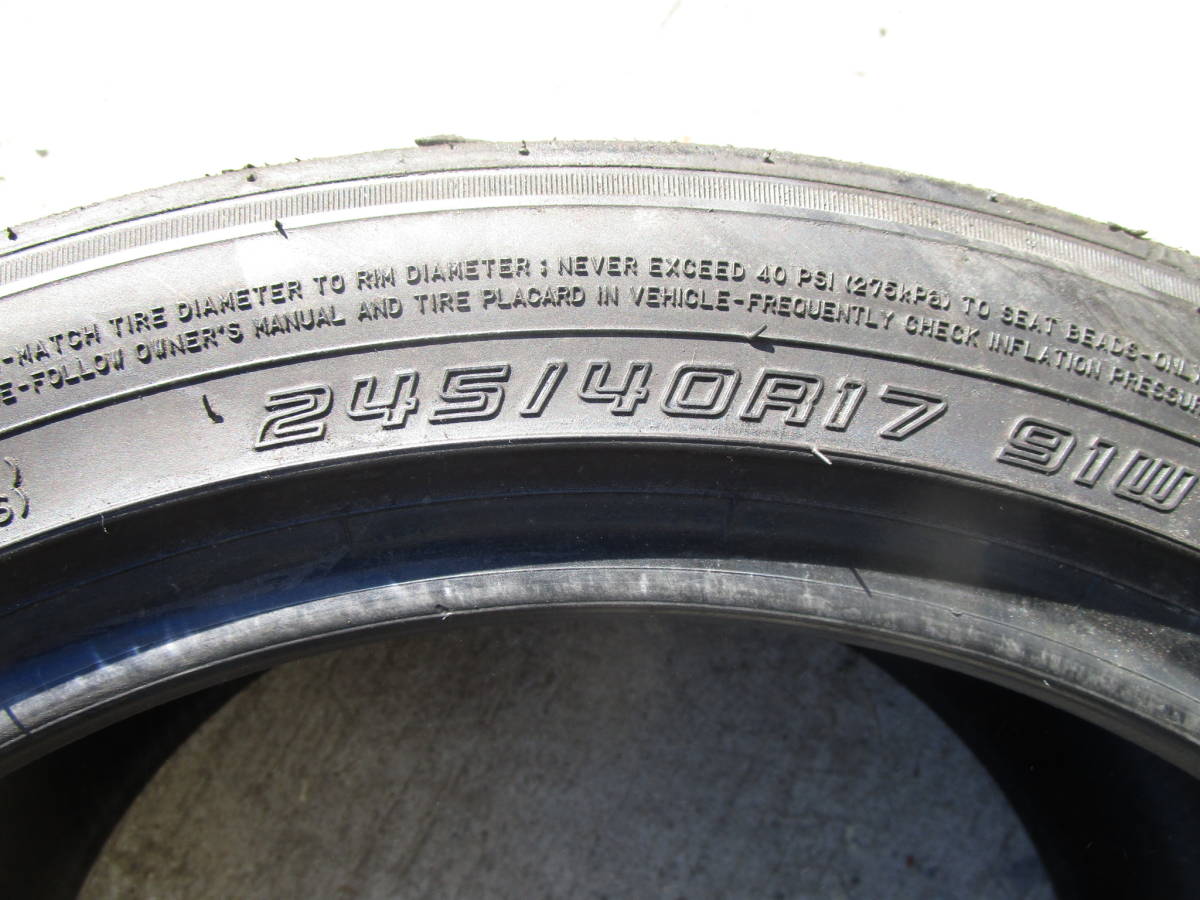 -MATCH TIRE DIAMETER TO RIM DIAMETER : NEVER EXCEED 40 PSI (275kPa) TO SEAT BEADS-ONLY
E-FOLLOW OWNER'S MANUAL AND TIRE PLACARD IN VEHICLE-FREQUENTLY CHECK INFLATION PRESSUR
245/40R17 91W
S)